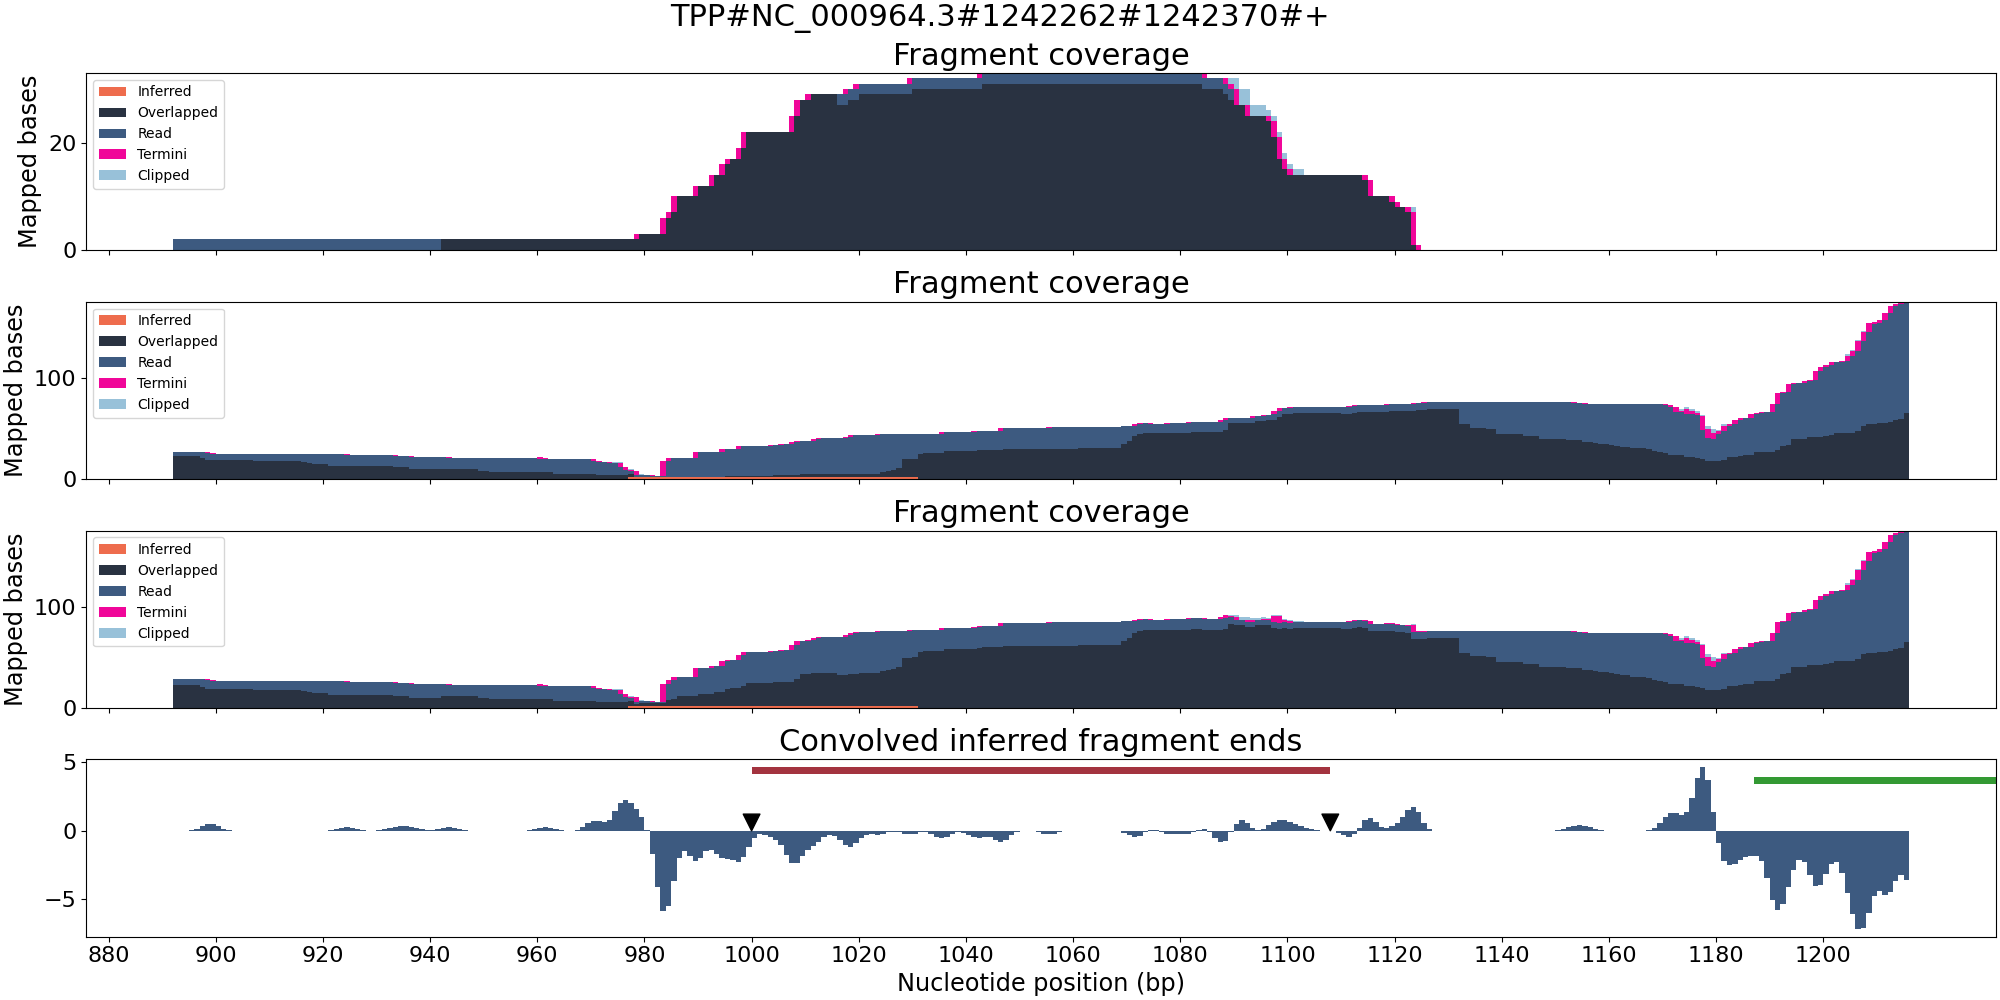 TPP#NC_000964.3#1242262#1242370#+
Fragment coverage
Mapped bases
20
0
Inferred
Overlapped
Read
Termini
Clipped
Fragment coverage
Mapped bases
100
0
Inferred
Overlapped
Read
Termini
Clipped
Fragment coverage
Mapped bases
100
0
Inferred
Overlapped
Read
Termini
Clipped
Convolved inferred fragment ends
5
0
−5
880 900 920 940 960 980 1000 1020 1040 1060 1080 1100 1120 1140 1160 1180 1200
Nucleotide position (bp)